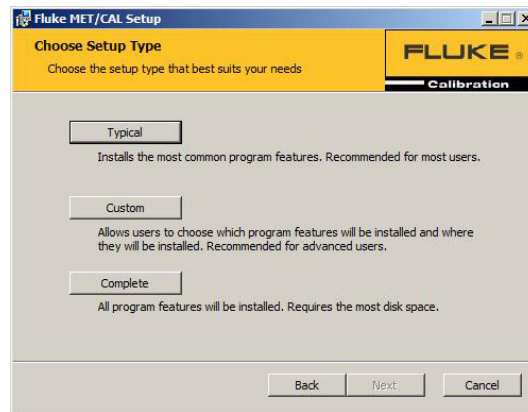 Fluke MET/CAL Setup
Choose Setup Type
Choose the setup type that best suits your needs
FLUKE ®
Calibration
Typical
Installs the most common program features. Recommended for most users.
Custom
Allows users to choose which program features will be installed and where
they will be installed. Recommended for advanced users.
Complete
All program features will be installed. Requires the most disk space.
Back
Next
Cancel